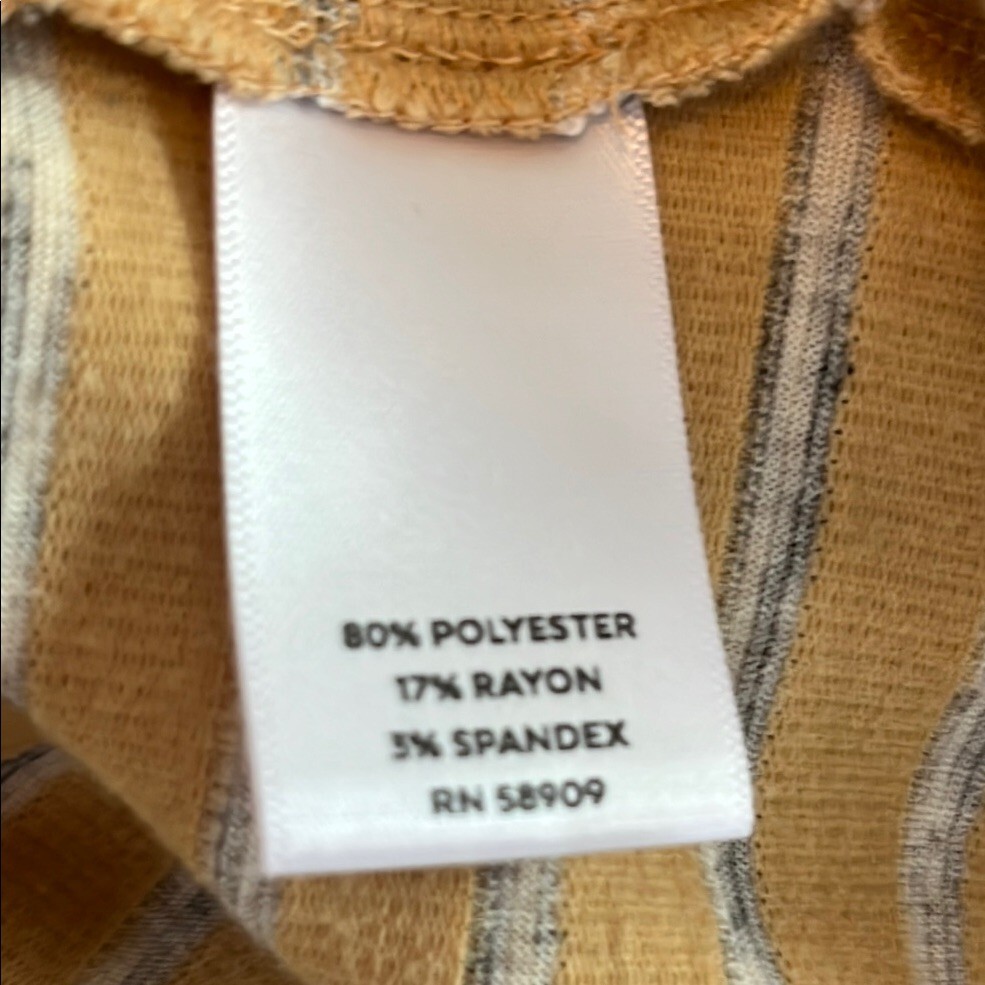 80% POLYESTER
17% RAYON
3% SPANDEX
RN 58909